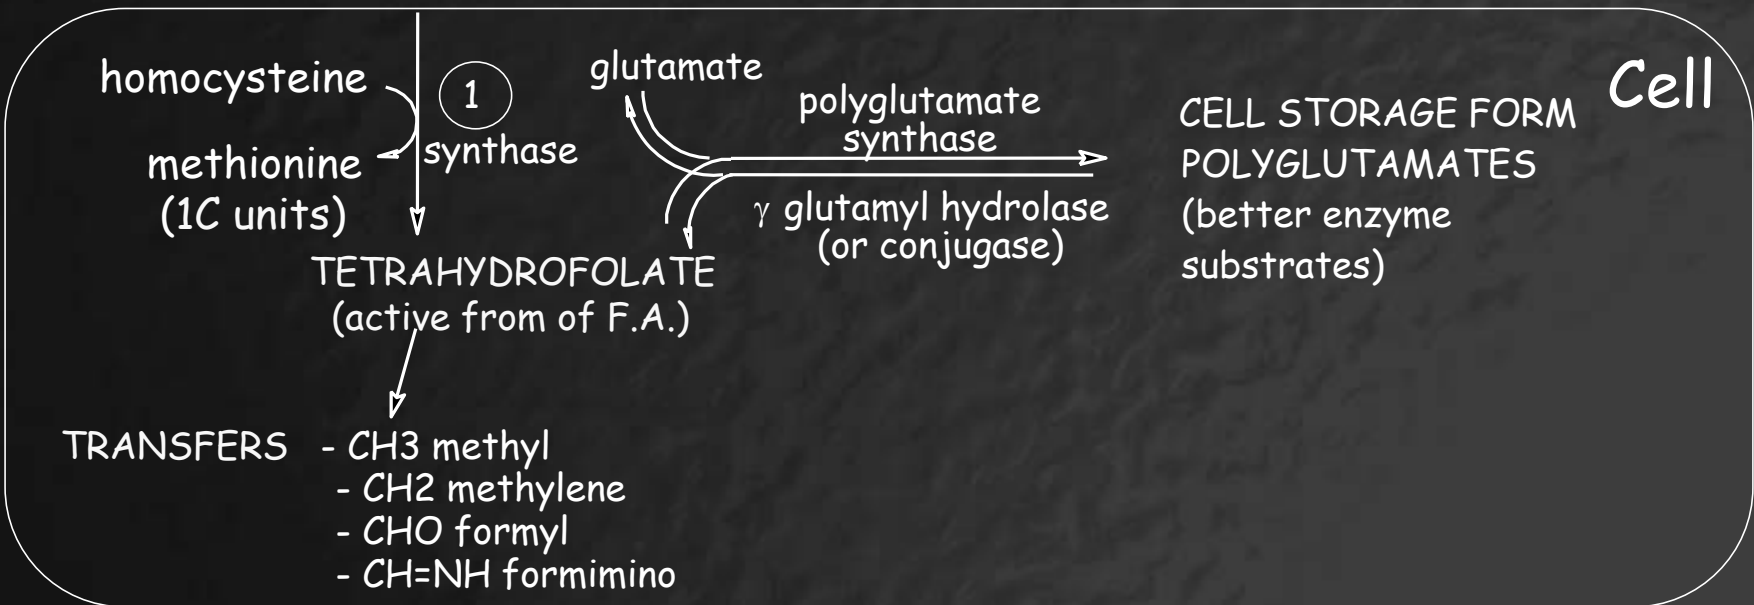 Cell
homocysteine
methionine
(1C units)
1
synthase
glutamate
polyglutamate
synthase
γ glutamyl hydrolase
(or conjugase)
CELL STORAGE FORM
POLYGLUTAMATES
(better enzyme
substrates)
TETRAHYDROFOLATE
(active from of F.A.)
TRANSFERS - CH3 methyl
- CH2 methylene
- CHO formyl
- CH=NH formimino